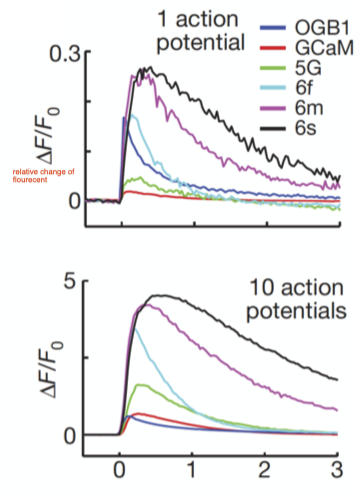 1 action
potential
OGB1
GCaM
5G
6f
6m
6s
0.3
ΔF/F0
relative change of
flourecent
0
10 action
potentials
5
ΔF/F0
0
0
1
2
3